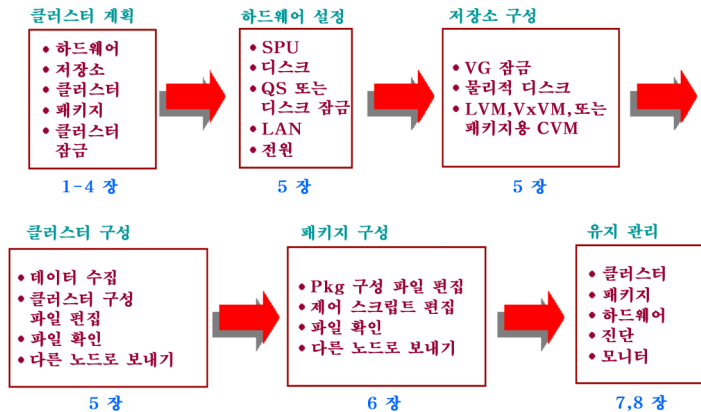 클러스터 계획
• 하드웨어
• 저장소
• 클러스터
• 패키지
• 클러스터
잠금
1-4 장
하드웨어 설정
• SPU
• 디스크
• QS 또는
디스크 잠금
• LAN
• 전원
5 장
저장소 구성
• VG 잠금
• 물리적 디스크
• LVM,VxVM,또는
패키지용 CVM
5 장
클러스터 구성
• 데이터 수집
• 클러스터 구성
파일 편집
• 파일 확인
• 다른 노드로 보내기
5 장
패키지 구성
• Pkg 구성 파일 편집
• 제어 스크립트 편집
• 파일 확인
• 다른 노드로 보내기
6 장
유지 관리
• 클러스터
• 패키지
• 하드웨어
• 진단
• 모니터
7,8 장